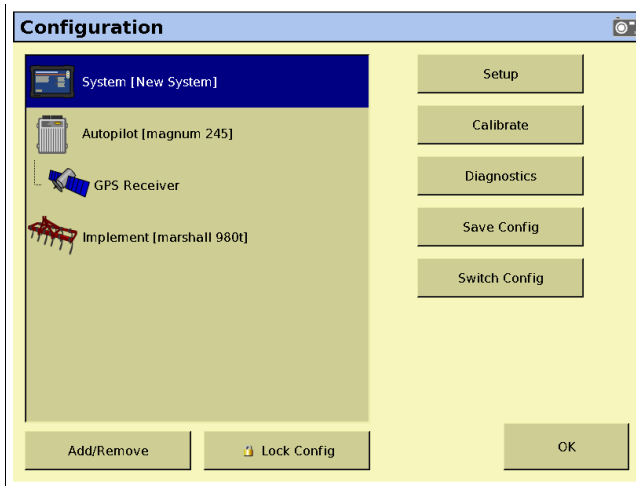 Configuration
System [New System]
Autopilot [magnum 245]
GPS Receiver
Implement [marshall 980t]
Setup
Calibrate
Diagnostics
Save Config
Switch Config
Add/Remove
Lock Config
OK